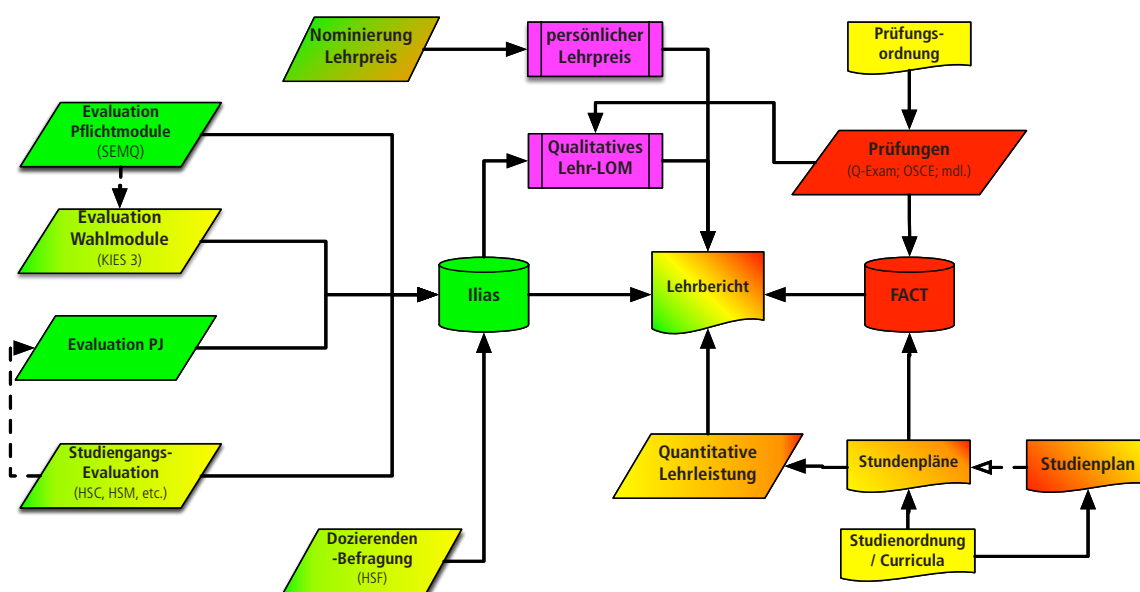 Nominierung
Lehrpreis
persönlicher
Lehrpreis
Prüfungs-
ordnung
Evaluation
Pflichtmodule
(SEMQ)
Qualitatives
Lehr-LOM
Prüfungen
(Q-Exam; OSCE; mdl.)
Evaluation
Wahlmodule
(KIES 3)
Ilias
Lehrbericht
FACT
Evaluation PJ
Studiengangs-
Evaluation
(HSC, HSM, etc.)
Quantitative
Lehrleistung
Stundenpläne
Studienplan
Dozierenden
-Befragung
(HSF)
Studienordnung
/ Curricula